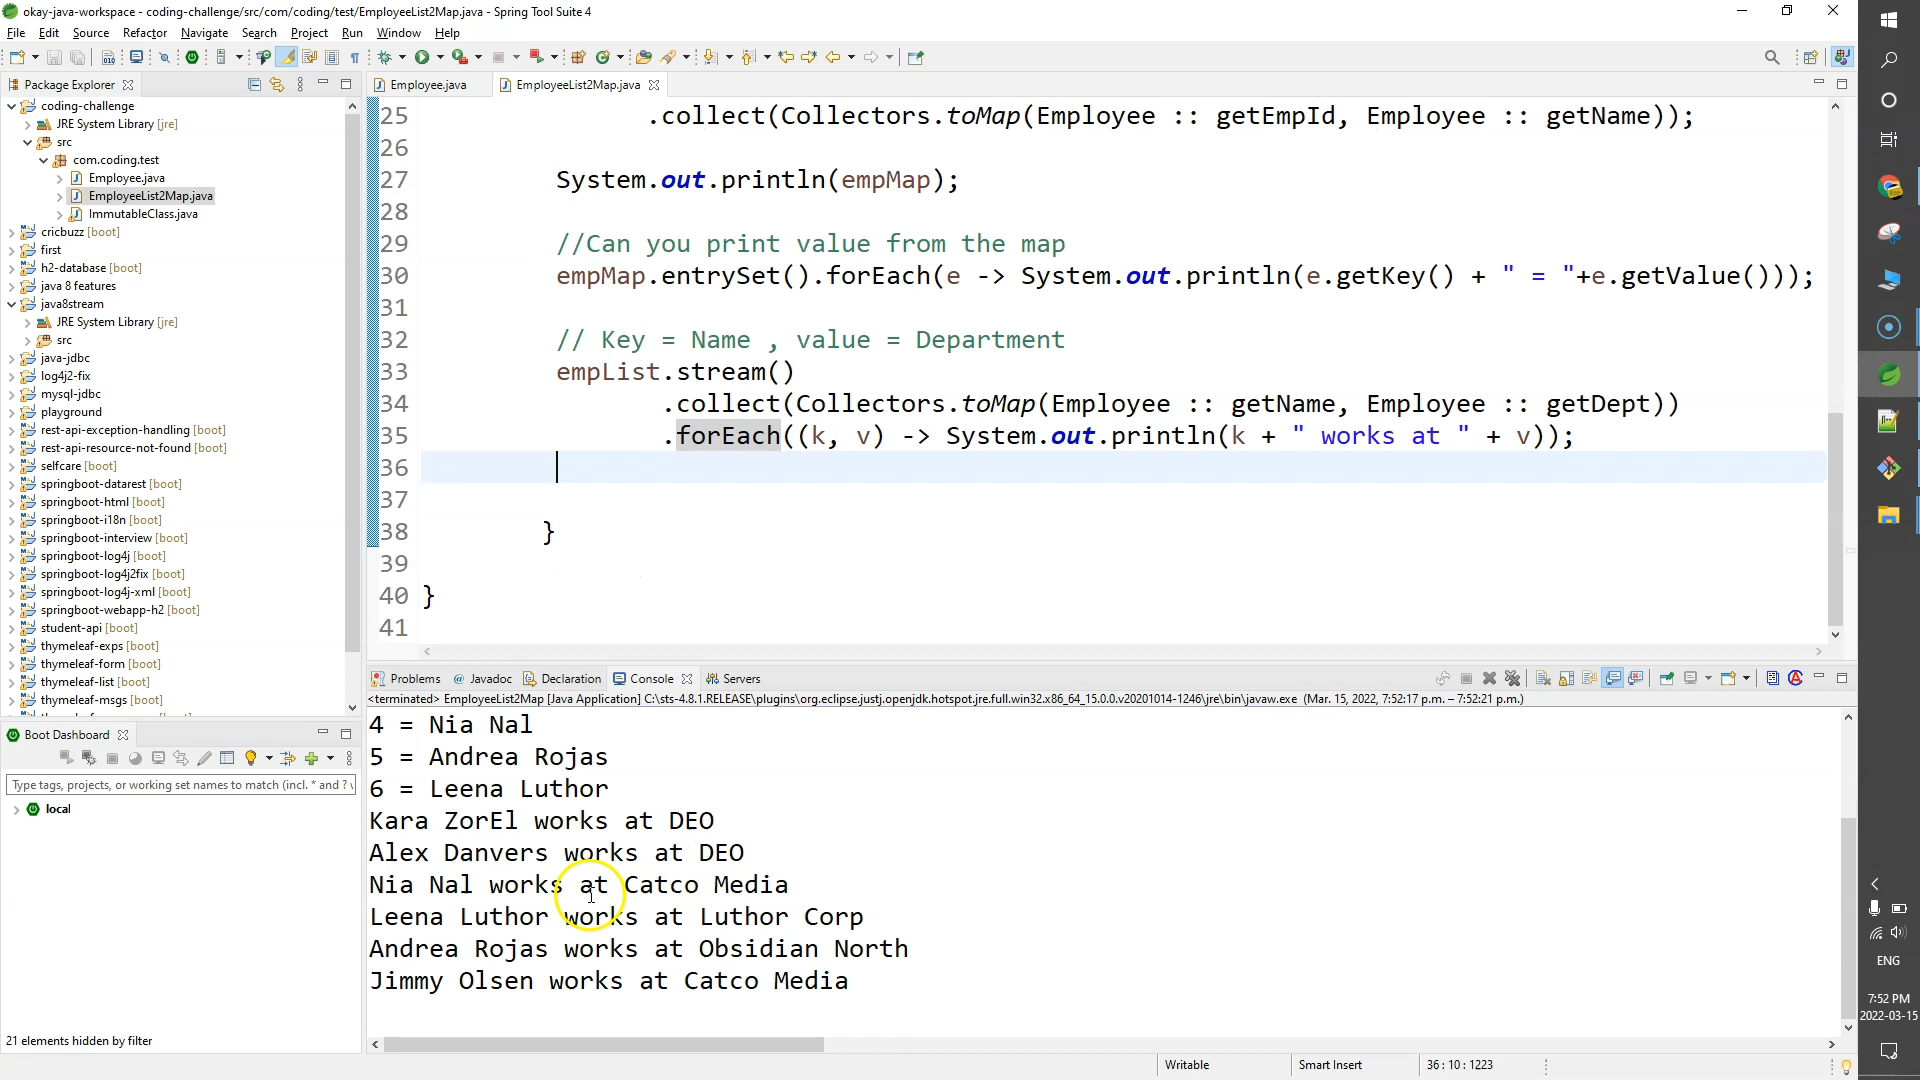 okay-java-workspace - coding-challenge/src/com/coding/test/EmployeeList2Map.java - Spring Tool Suite 4
File Edit Source Refactor Navigate Search Project Run Window Help
Package Explorer
Employee.java
EmployeeList2Map.java
coding-challenge
JRE System Library [jre]
src
com.coding.test
Employee.java
EmployeeList2Map.java
ImmutableClass.java
cricbuzz [boot]
first
h2-database [boot]
java 8 features
java8stream
JRE System Library [jre]
src
java-jdbc
log4j2-fix
mysql-jdbc
playground
rest-api-exception-handling [boot]
rest-api-resource-not-found [boot]
selfcare [boot]
springboot-datarest [boot]
springboot-html [boot]
springboot-i18n [boot]
springboot-interview [boot]
springboot-log4j [boot]
springboot-log4j2fix [boot]
springboot-log4j-xml [boot]
springboot-webapp-h2 [boot]
student-api [boot]
thymeleaf-exps [boot]
thymeleaf-form [boot]
thymeleaf-list [boot]
thymeleaf-msgs [boot]
25 .collect(Collectors.toMap(Employee :: getEmpId, Employee :: getName));
26
27 System.out.println(empMap);
28
29 //Can you print value from the map
30 empMap.entrySet().forEach(e -> System.out.println(e.getKey() + " = "+e.getValue()));
31
32 // Key = Name , value = Department
33 empList.stream()
34 .collect(Collectors.toMap(Employee :: getName, Employee :: getDept))
35 .forEach((k, v) -> System.out.println(k + " works at " + v));
36
37
38 }
39
40 }
41
Boot Dashboard
Type tags, projects, or working set names to match (incl. * and ? 
local
21 elements hidden by filter
Problems Javadoc Declaration Console Servers
<terminated> EmployeeList2Map [Java Application] C:\sts-4.8.1.RELEASE\plugins\org.eclipse.justj.openjdk.hotspot.jre.full.win32.x86_64_15.0.0.v20201014-1246\jre\bin\javaw.exe (Mar. 15, 2022, 7:52:17 p.m. – 7:52:21 p.m.)
4 = Nia Nal
5 = Andrea Rojas
6 = Leena Luthor
Kara ZorEl works at DEO
Alex Danvers works at DEO
Nia Nal works at Catco Media
Leena Luthor works at Luthor Corp
Andrea Rojas works at Obsidian North
Jimmy Olsen works at Catco Media
Writable Smart Insert 36 : 10 : 1223
ENG
7:52 PM
2022-03-15